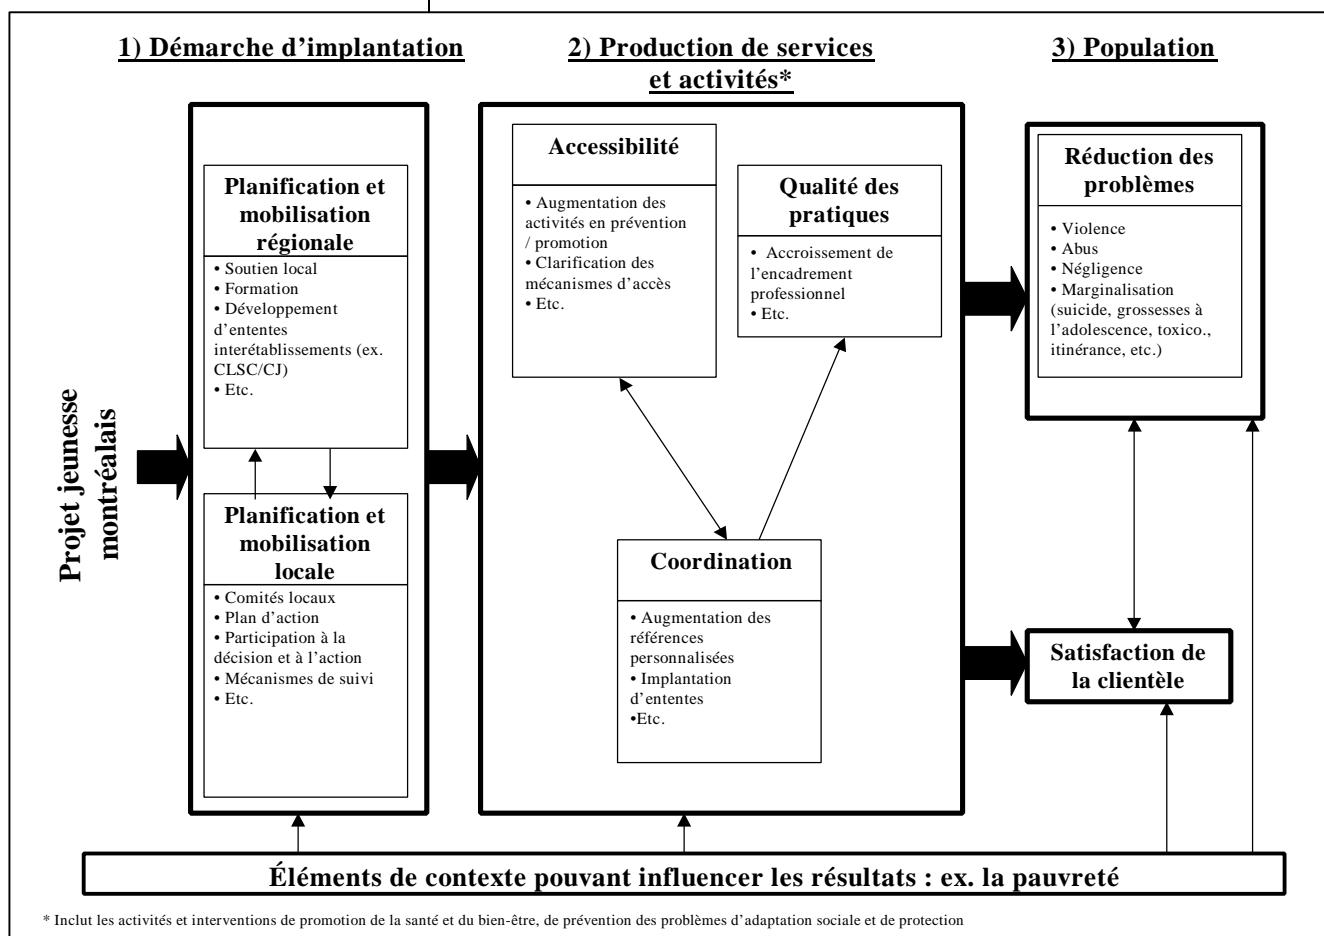 1) Démarche d'implantation
2) Production de services
et activités*
3) Population
Projet jeunesse
montréalais
Planification et
mobilisation
régionale
• Soutien local
• Formation
• Développement
d'ententes
interétablissements (ex.
CLSC/CJ)
• Etc.
Planification et
mobilisation
locale
• Comités locaux
• Plan d'action
• Participation à la
décision et à l'action
• Mécanismes de suivi
• Etc.
Accessibilité
• Augmentation des
activités en prévention
/ promotion
• Clarification des
mécanismes d'accès
• Etc.
Qualité des
pratiques
• Accroissement de
l'encadrement
professionnel
• Etc.
Coordination
• Augmentation des
références
personnalisées
• Implantation
d'ententes
•Etc.
Réduction des
problèmes
• Violence
• Abus
• Négligence
• Marginalisation
(suicide, grossesses à
l'adolescence, toxico.,
itinérance, etc.)
Satisfaction de
la clientèle
Éléments de contexte pouvant influencer les résultats : ex. la pauvreté
* Inclut les activités et interventions de promotion de la santé et du bien-être, de prévention des problèmes d'adaptation sociale et de protection